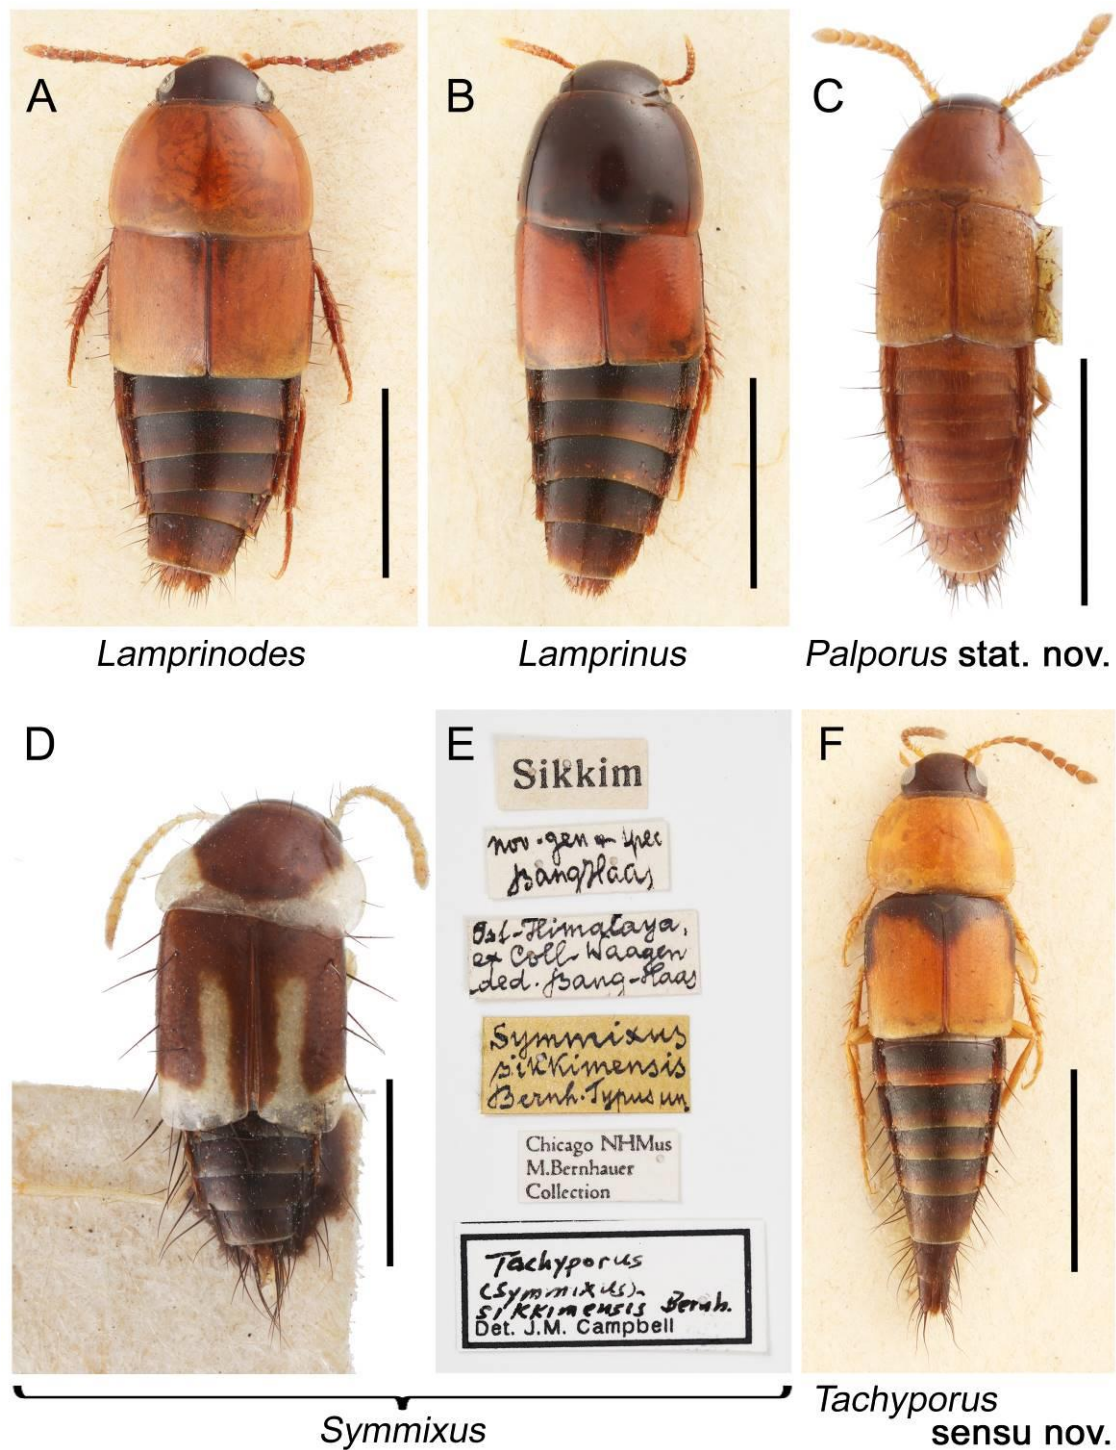 A
B
C
Lamprinodes
Lamprinus
Palporus stat. nov.
D
E
F
Sikkim
nov. gen & spec
Bang Haas
Ost-Himalaya,
ex Coll. Waagen
ded. Bang-Haas
Symmixus
sikkimensis
Bernh. Typus un.
Chicago NHMus
M.Bernhauer
Collection
Tachyporus
(Symmixus)
sikkimensis Bernh.
Det. J.M. Campbell
Symmixus
Tachyporus
sensu nov.